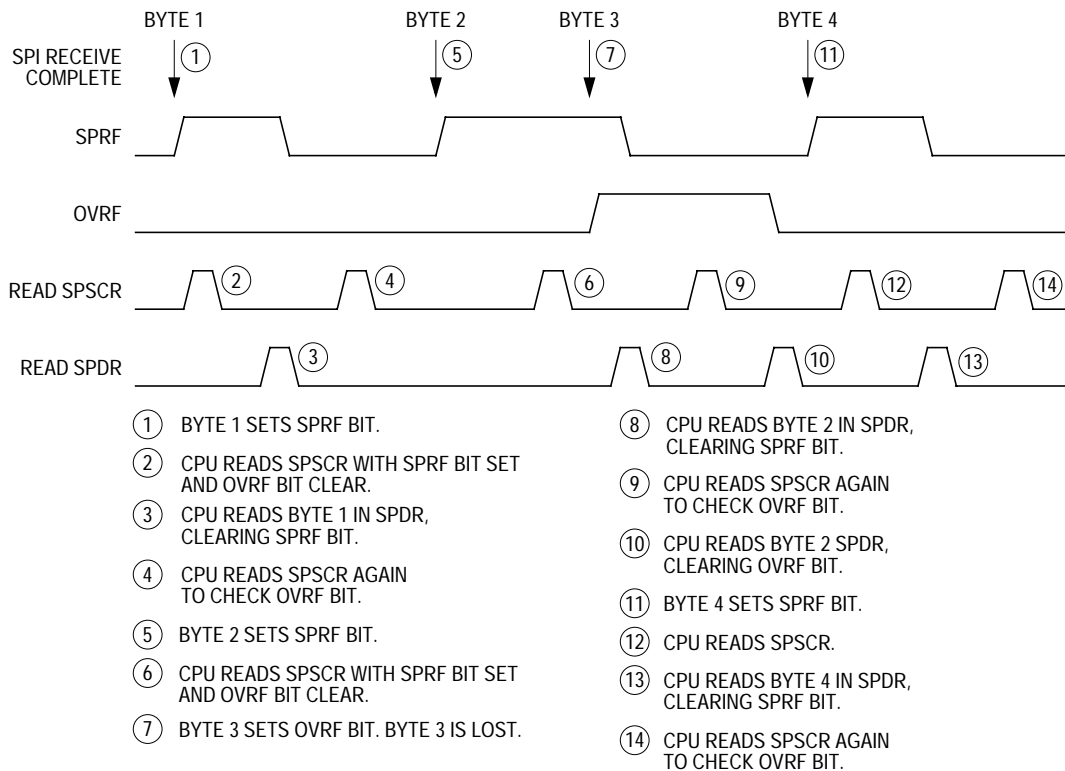 BYTE 1 BYTE 2 BYTE 3 BYTE 4
SPI RECEIVE
COMPLETE
1 5 7 11
SPRF
OVRF
READ SPSCR
2 4 6 9 12 14
READ SPDR
3 8 10 13
1 BYTE 1 SETS SPRF BIT.
2 CPU READS SPSCR WITH SPRF BIT SET
AND OVRF BIT CLEAR.
3 CPU READS BYTE 1 IN SPDR,
CLEARING SPRF BIT.
4 CPU READS SPSCR AGAIN
TO CHECK OVRF BIT.
5 BYTE 2 SETS SPRF BIT.
6 CPU READS SPSCR WITH SPRF BIT SET
AND OVRF BIT CLEAR.
7 BYTE 3 SETS OVRF BIT. BYTE 3 IS LOST.
8 CPU READS BYTE 2 IN SPDR,
CLEARING SPRF BIT.
9 CPU READS SPSCR AGAIN
TO CHECK OVRF BIT.
10 CPU READS BYTE 2 SPDR,
CLEARING OVRF BIT.
11 BYTE 4 SETS SPRF BIT.
12 CPU READS SPSCR.
13 CPU READS BYTE 4 IN SPDR,
CLEARING SPRF BIT.
14 CPU READS SPSCR AGAIN
TO CHECK OVRF BIT.